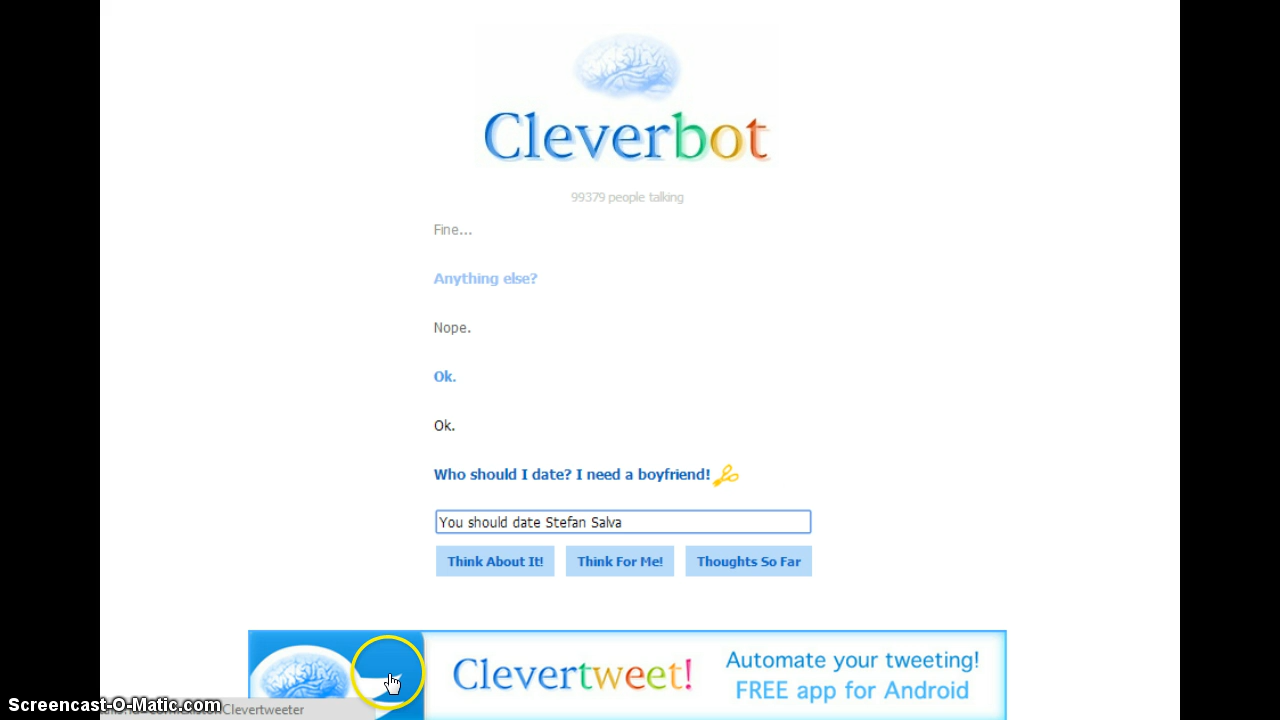 Cleverbot
99379 people talking
Fine...
Anything else?
Nope.
Ok.
Ok.
Who should I date? I need a boyfriend!
You should date Stefan Salva
Think About It! Think For Me! Thoughts So Far
Clevertweet! Automate your tweeting!
FREE app for Android
Screencast-O-Matic.com Clevertweeter